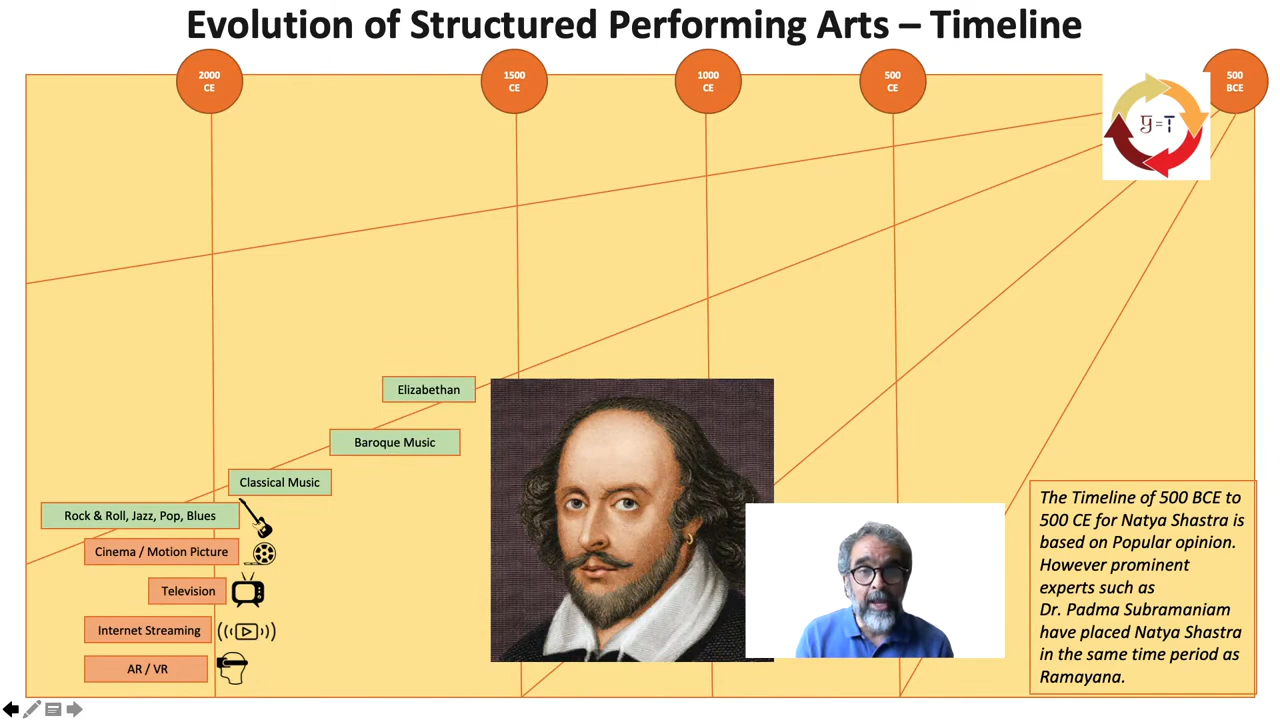 Evolution of Structured Performing Arts – Timeline
2000
CE
1500
CE
1000
CE
500
CE
500
BCE
Elizabethan
Baroque Music
Classical Music
Rock & Roll, Jazz, Pop, Blues
Cinema / Motion Picture
Television
Internet Streaming
AR / VR
The Timeline of 500 BCE to
500 CE for Natya Shastra is
based on Popular opinion.
However prominent
experts such as
Dr. Padma Subramaniam
have placed Natya Shastra
in the same time period as
Ramayana.